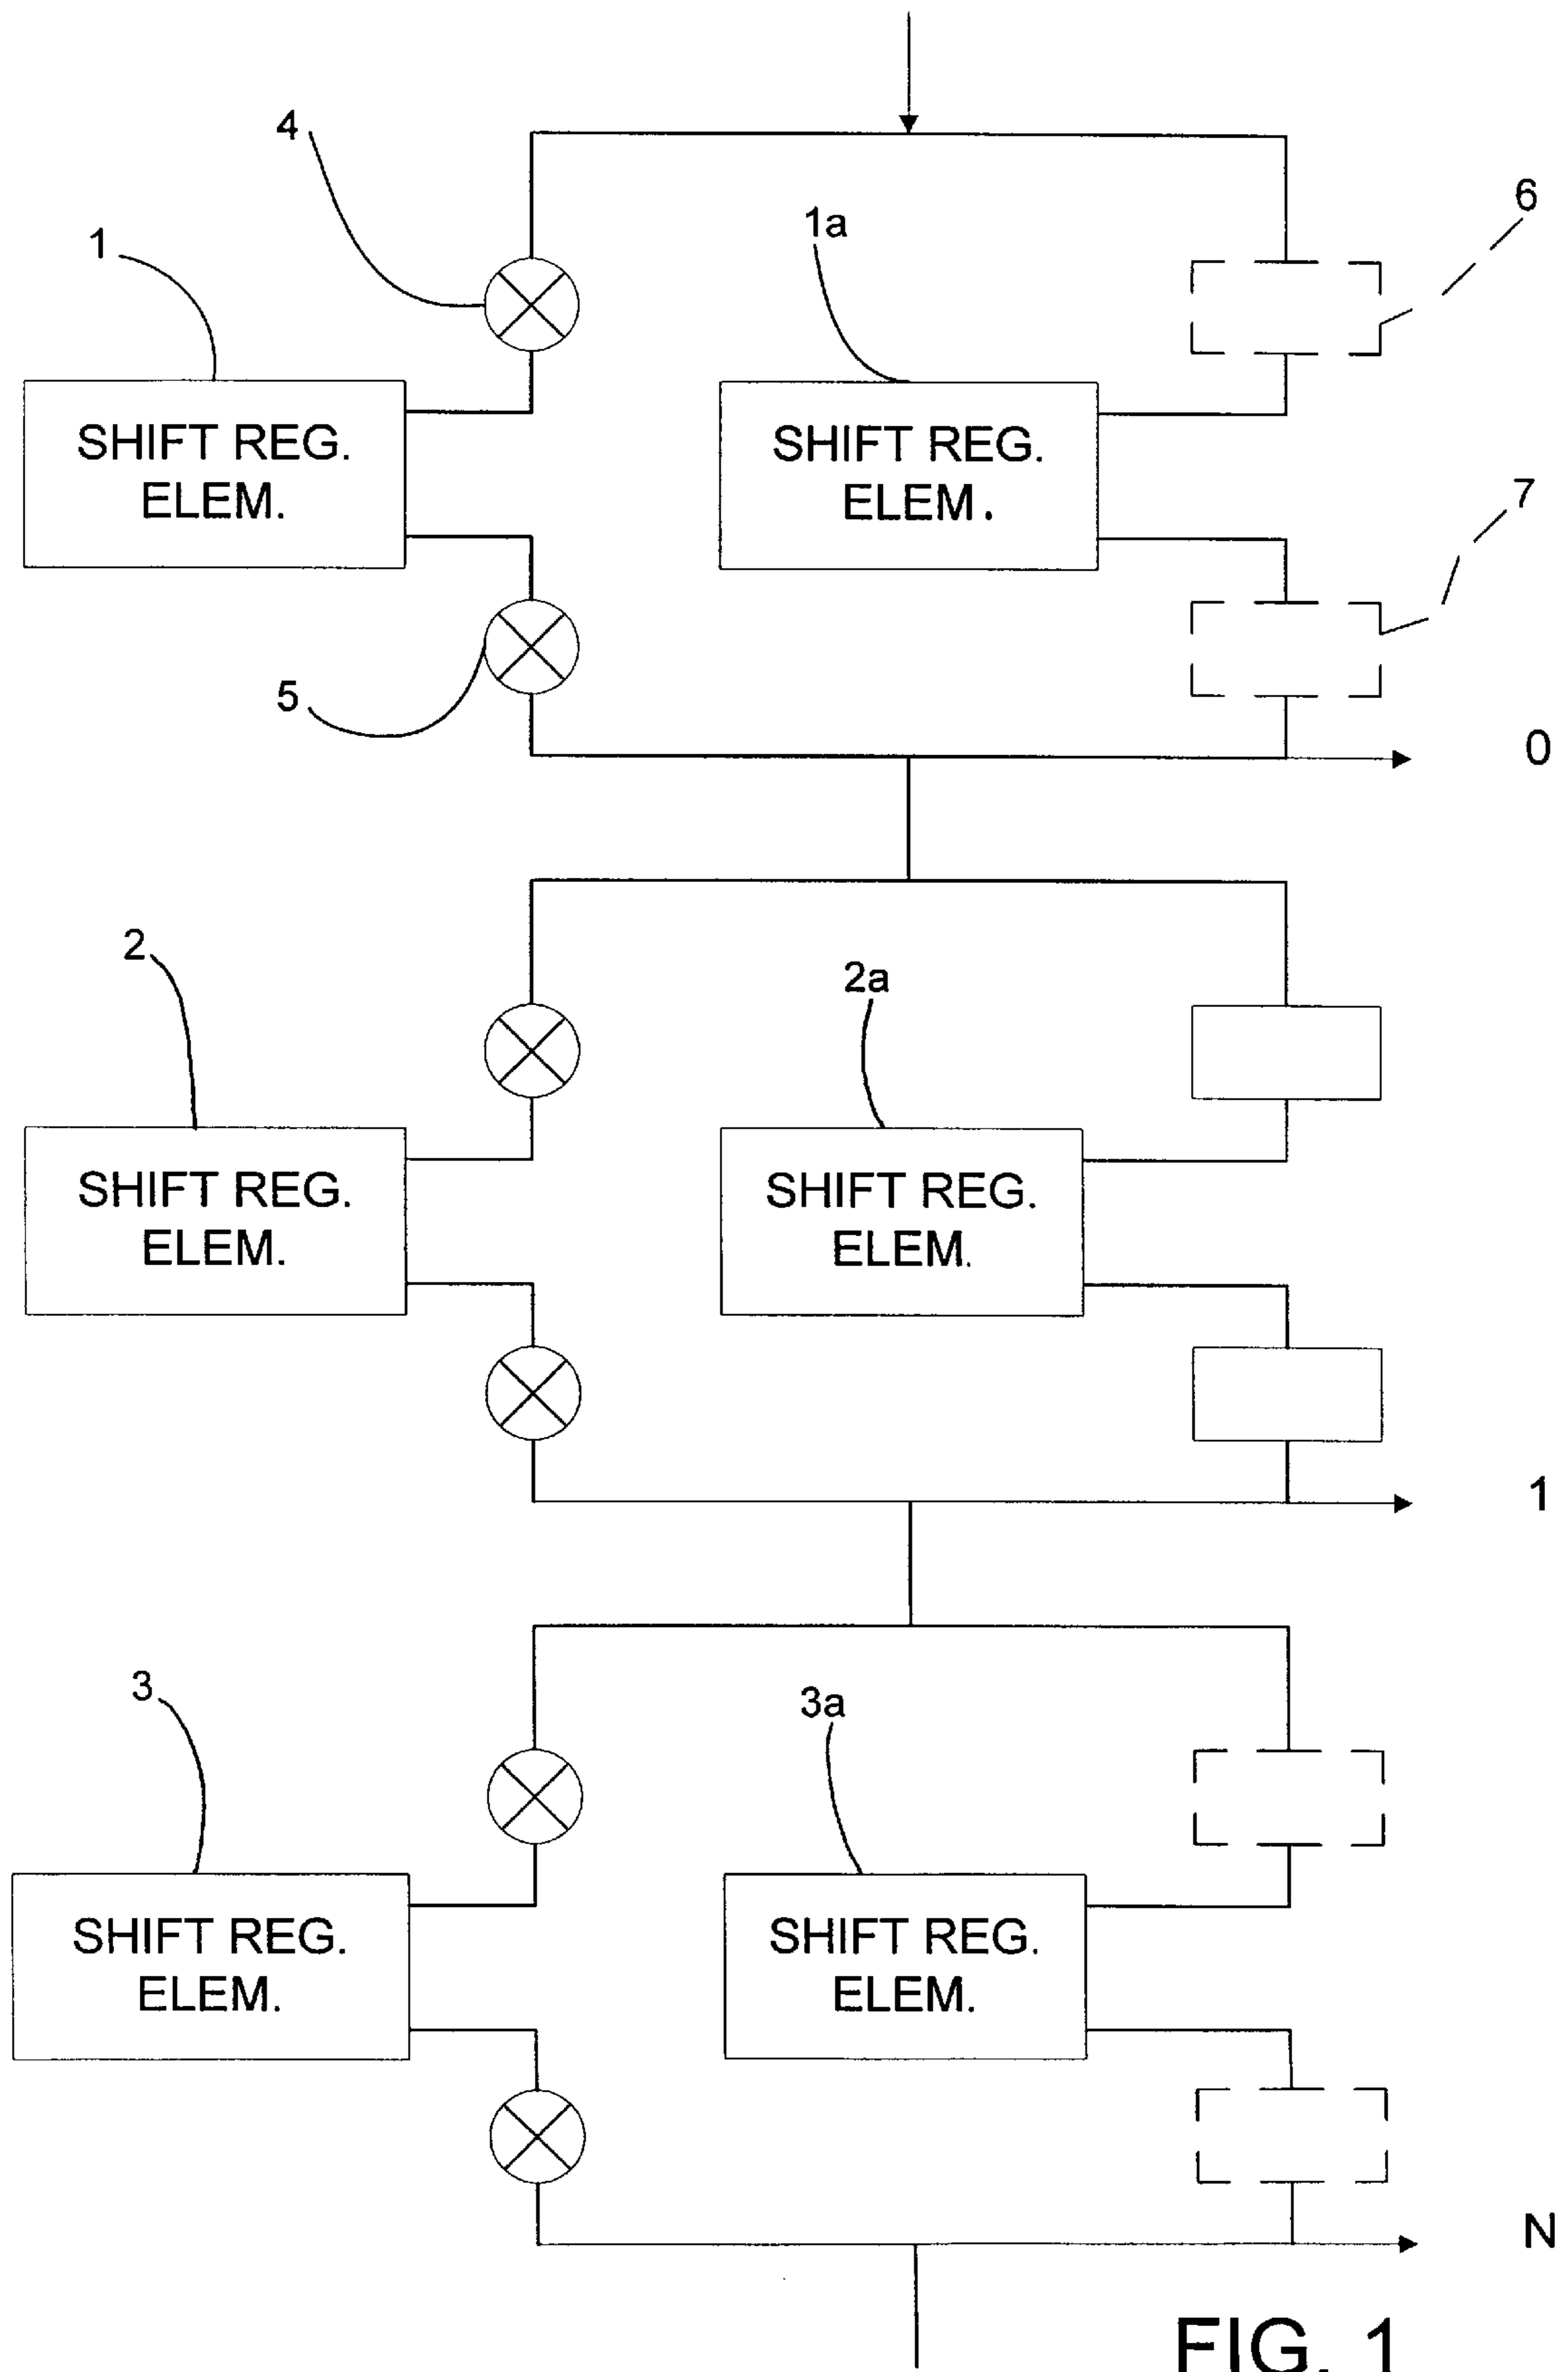 4
6
1a
1
SHIFT REG.
ELEM.
SHIFT REG.
ELEM.
7
5
0
2
2a
SHIFT REG.
ELEM.
SHIFT REG.
ELEM.
1
3
3a
SHIFT REG.
ELEM.
SHIFT REG.
ELEM.
N
FIG. 1